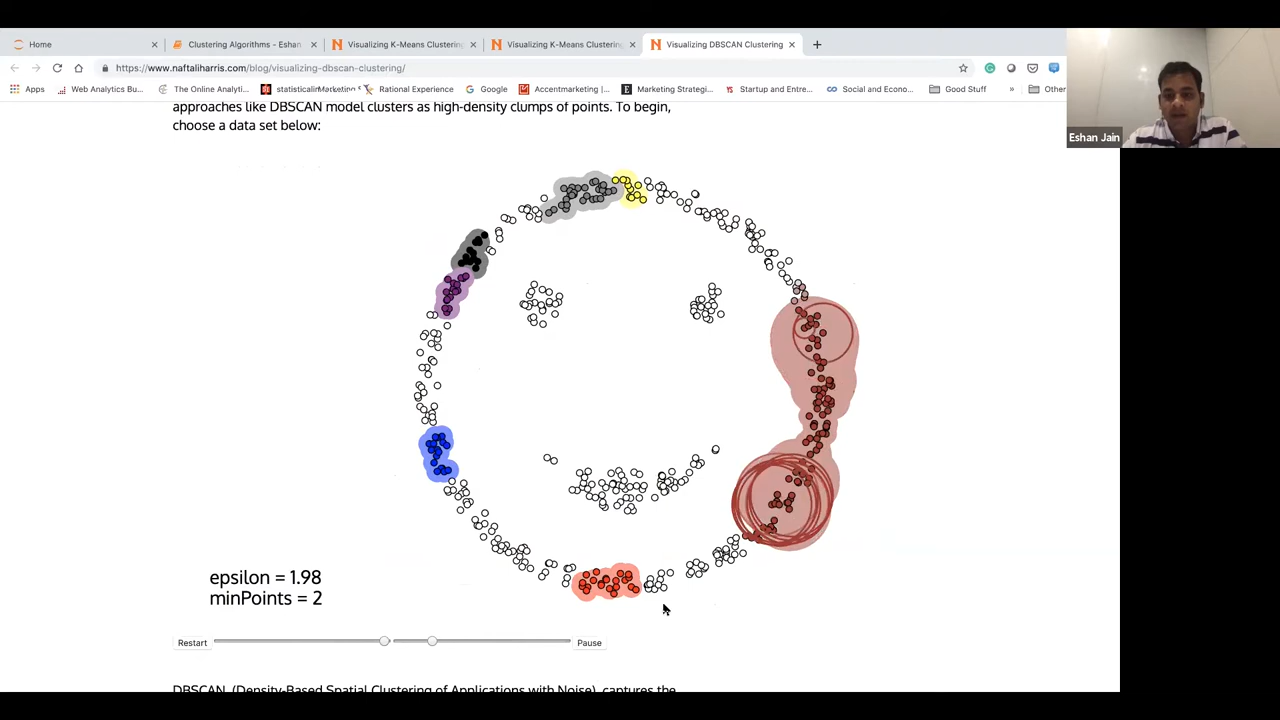 Home
Clustering Algorithms - Eshan
Visualizing K-Means Clustering
Visualizing K-Means Clustering
Visualizing DBSCAN Clustering
https://www.naftaliharris.com/blog/visualizing-dbscan-clustering/
Apps
Web Analytics Bu...
The Online Analyti...
Rational Experience
Google
Accentmarketing |...
Marketing Strategi...
Startup and Entre...
Social and Econo...
Good Stuff
»
Other
Eshan Jain
approaches like DBSCAN model clusters as high-density clumps of points. To begin,
choose a data set below:
epsilon = 1.98
minPoints = 2
Restart
Pause
DBSCAN, (Density-Based Spatial Clustering of Applications with Noise), captures the